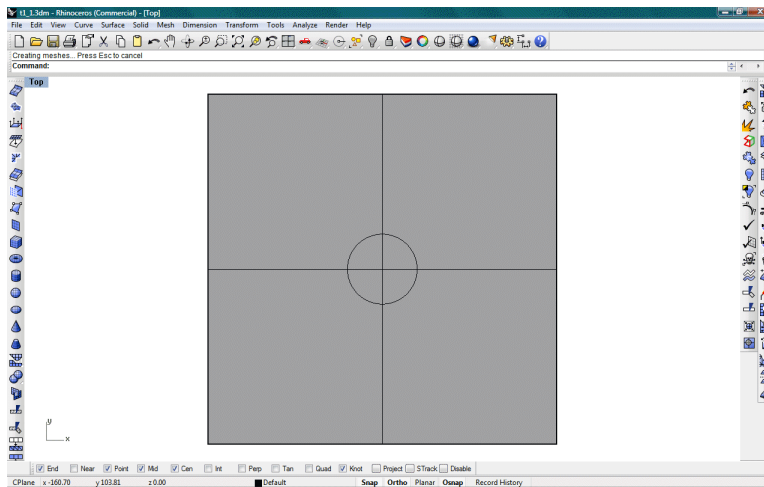 t1_1.3dm - Rhinoceros (Commercial) - [Top]
File Edit View Curve Surface Solid Mesh Dimension Transform Tools Analyze Render Help
Creating meshes... Press Esc to cancel
Command:
Top
y
x
End Near Point Mid Cen Int Perp Tan Quad Knot Project STrack Disable
CPlane x -160.70 y 103.81 z 0.00 Default Snap Ortho Planar Osnap Record History